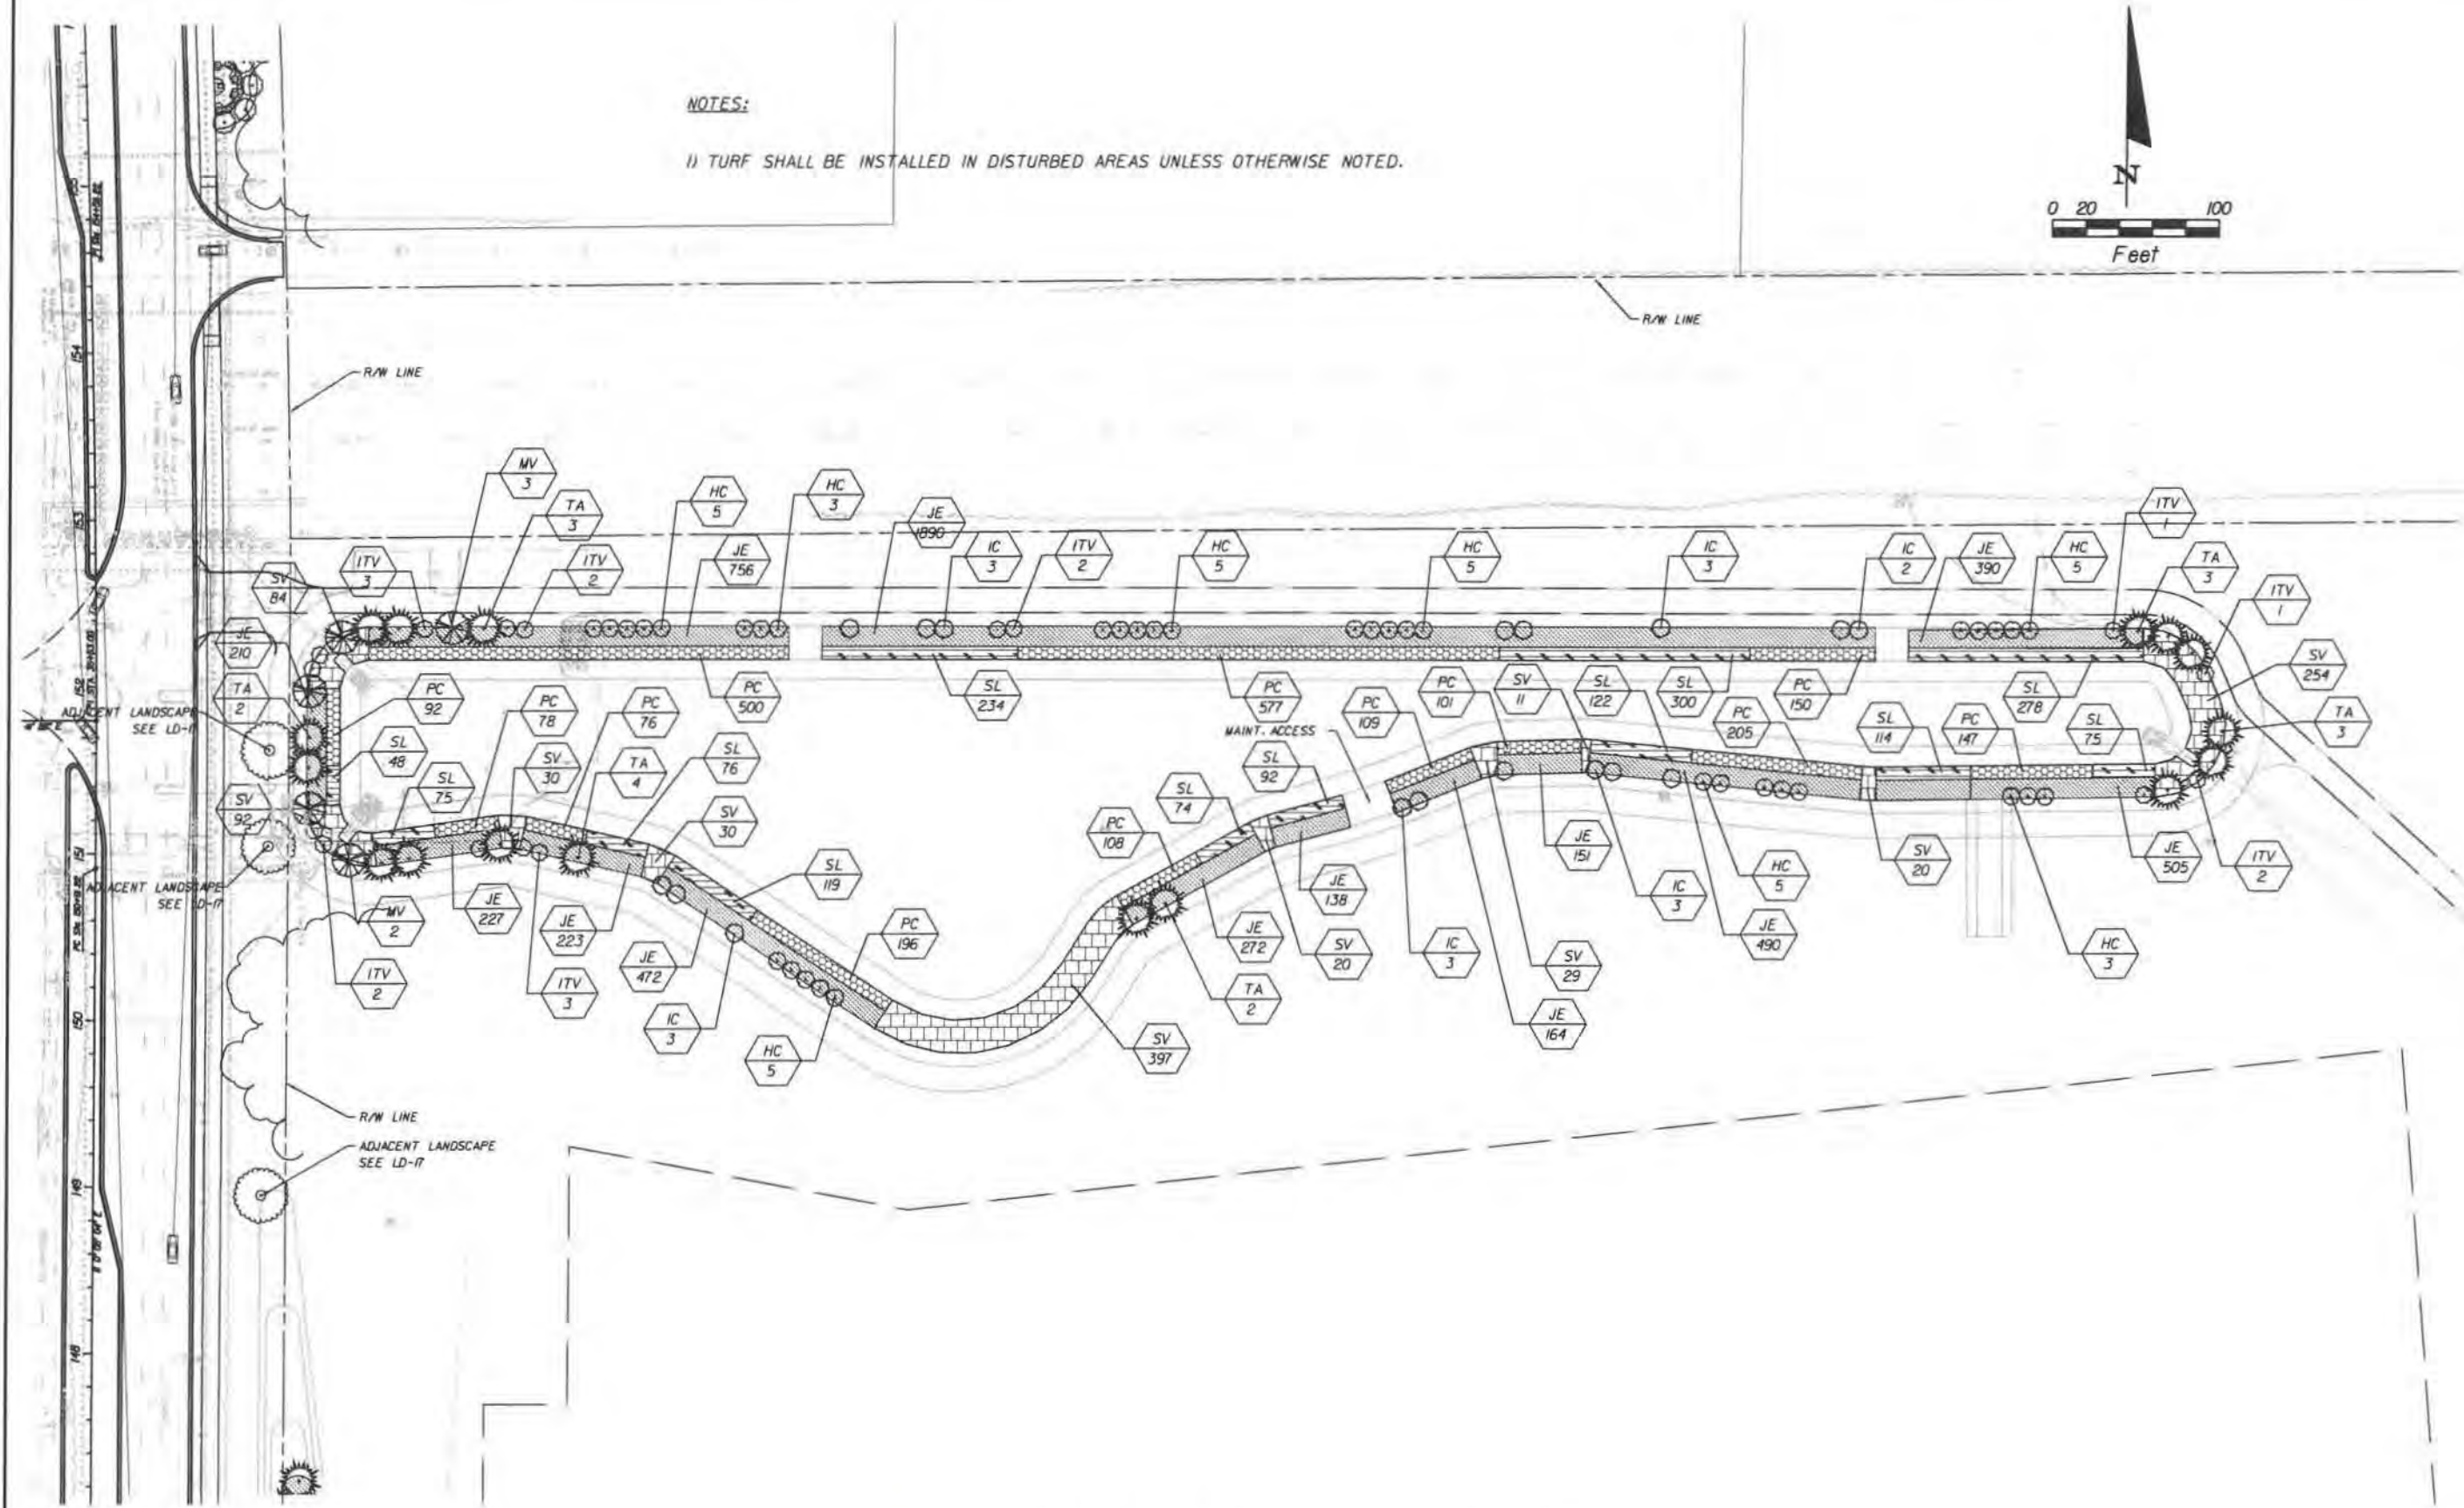 NOTES:
1) TURF SHALL BE INSTALLED IN DISTURBED AREAS UNLESS OTHERWISE NOTED.
N
0 20 100
Feet
R/W LINE
R/W LINE
155
154
153
152
151
150
149
148
MV
3
TA
3
HC
5
HC
3
JE
1890
JE
756
ITV
3
ITV
2
IC
3
ITV
2
HC
5
HC
5
IC
3
IC
2
JE
390
HC
5
ITV
1
TA
3
ITV
1
SV
84
JE
210
TA
2
ADJACENT LANDSCAPE
SEE LD-17
PC
92
SL
48
PC
78
PC
76
PC
500
SL
234
PC
577
PC
109
PC
101
SV
11
SL
122
SL
300
PC
205
PC
150
SL
114
PC
147
SL
278
SL
75
SV
254
TA
3
MAINT. ACCESS
SV
92
SL
75
SV
30
TA
4
SL
76
SV
30
SL
119
PC
196
PC
108
SL
74
SL
92
ADJACENT LANDSCAPE
SEE LD-17
MV
2
ITV
2
JE
227
JE
223
ITV
3
JE
472
IC
3
HC
5
SV
397
TA
2
JE
272
SV
20
JE
138
IC
3
SV
29
JE
164
JE
151
IC
3
HC
5
JE
490
SV
20
HC
3
JE
505
ITV
2
R/W LINE
ADJACENT LANDSCAPE
SEE LD-17